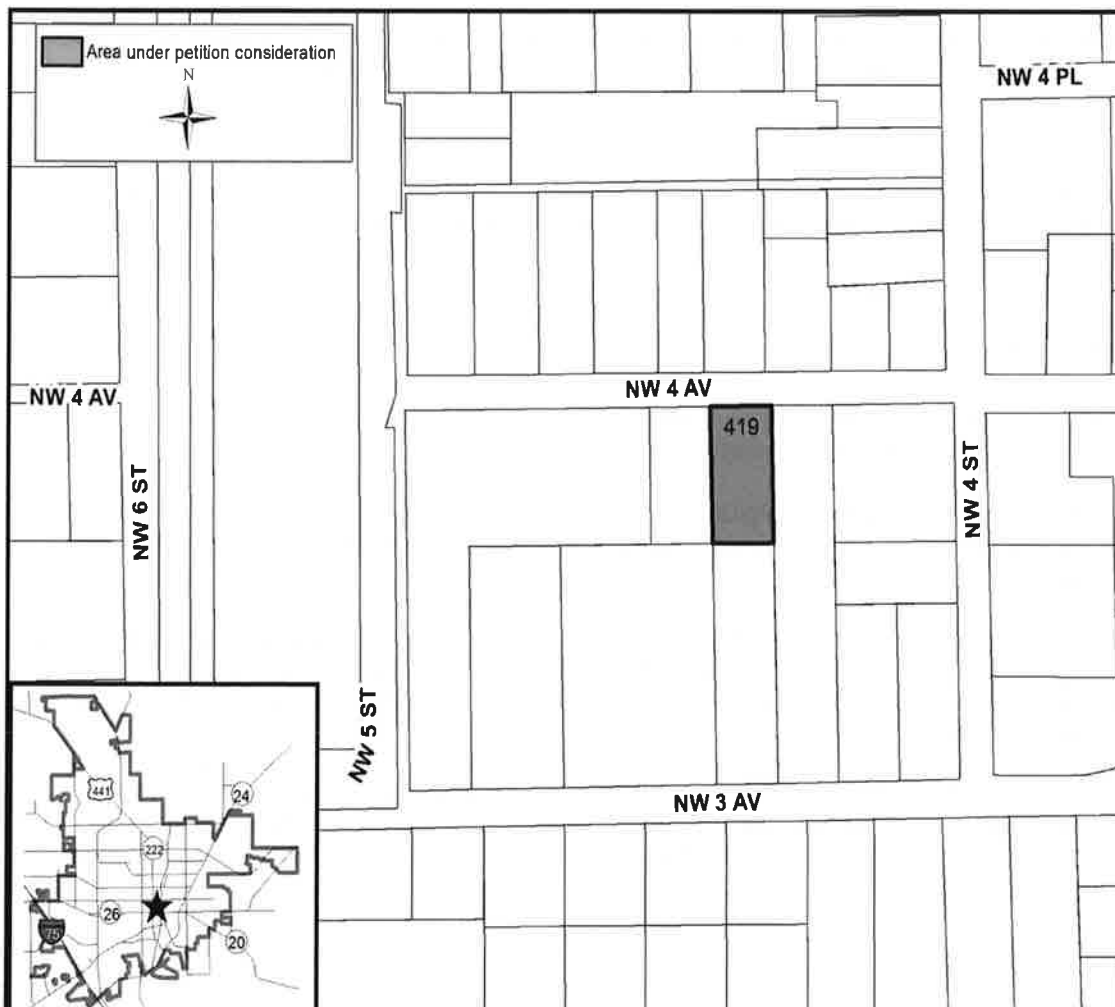 Area under petition consideration
N
NW 4 PL
NW 4 AV
NW 4 AV
419
NW 6 ST
NW 4 ST
NW 5 ST
NW 3 AV
441
24
222
26
75
20